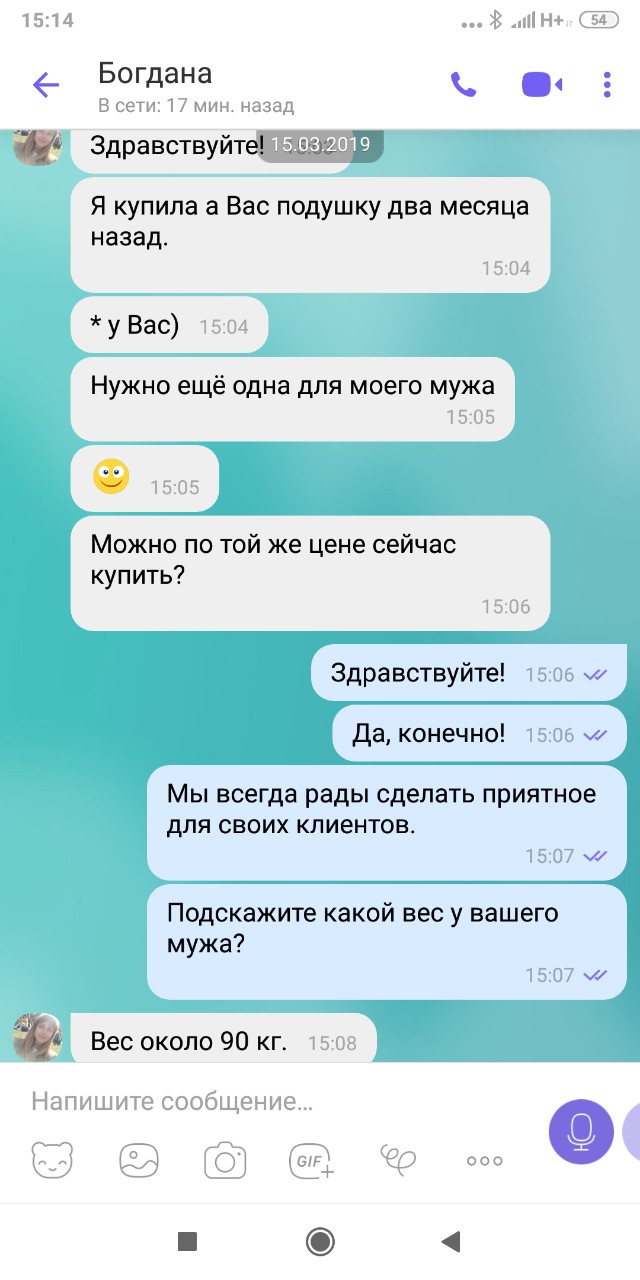 15:14
H+
54
Богдана
В сети: 17 мин. назад
Здравствуйте!
15.03.2019
Я купила а Вас подушку два месяца
назад.
15:04
* у Вас) 15:04
Нужно ещё одна для моего мужа
15:05
15:05
Можно по той же цене сейчас
купить?
15:06
Здравствуйте! 15:06
Да, конечно! 15:06
Мы всегда рады сделать приятное
для своих клиентов.
15:07
Подскажите какой вес у вашего
мужа?
15:07
Вес около 90 кг. 15:08
Напишите сообщение...
GIF